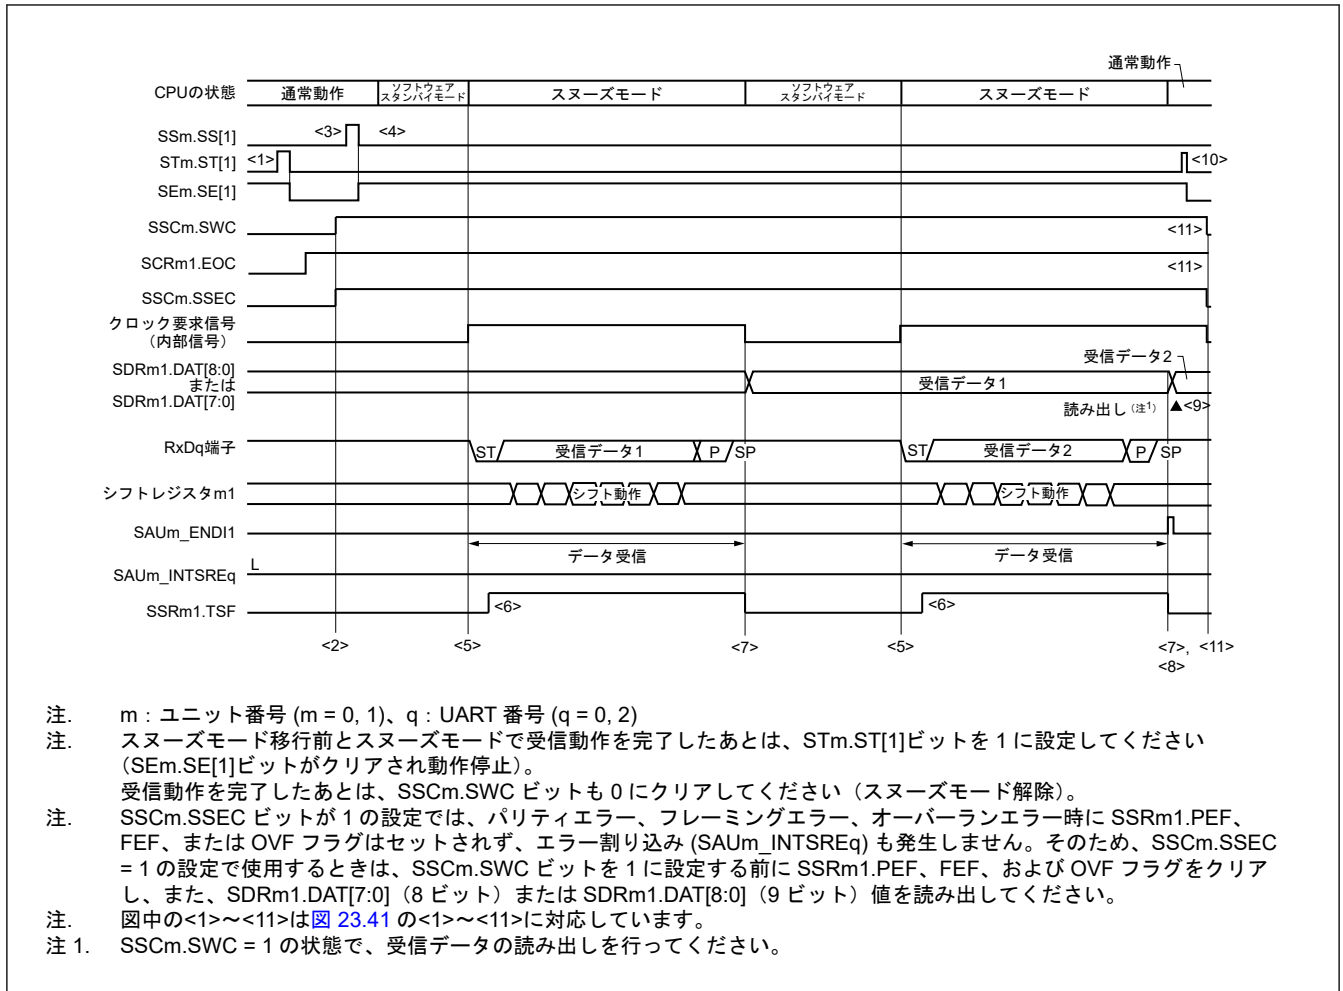 通常動作
CPUの状態 通常動作 ソフトウェア スタンバイモード スヌーズモード ソフトウェア スタンバイモード スヌーズモード
SSm.SS[1] <3> <4>
STm.ST[1] <1> <10>
SEm.SE[1]
SSCm.SWC <11>
SCRm1.EOC <11>
SSCm.SSEC
クロック要求信号
（内部信号）
受信データ2
SDRm1.DAT[8:0]
または
SDRm1.DAT[7:0]
受信データ1
読み出し（注1） ▲<9>
RxDq端子 ST 受信データ1 P SP ST 受信データ2 P SP
シフトレジスタm1 シフト動作 シフト動作
SAUm_ENDI1
データ受信 データ受信
SAUm_INTSREq L
SSRm1.TSF <6> <6>
<2> <5> <7> <5> <7>, <11>
<8>
注. m：ユニット番号 (m = 0, 1)、q：UART 番号 (q = 0, 2)
注. スヌーズモード移行前とスヌーズモードで受信動作を完了したあとは、STm.ST[1]ビットを 1 に設定してください
（SEm.SE[1]ビットがクリアされ動作停止）。
受信動作を完了したあとは、SSCm.SWC ビットも 0 にクリアしてください（スヌーズモード解除）。
注. SSCm.SSEC ビットが 1 の設定では、パリティエラー、フレーミングエラー、オーバーランエラー時に SSRm1.PEF、
FEF、または OVF フラグはセットされず、エラー割り込み (SAUm_INTSREq) も発生しません。そのため、SSCm.SSEC
= 1 の設定で使用するときは、SSCm.SWC ビットを 1 に設定する前に SSRm1.PEF、FEF、および OVF フラグをクリア
し、また、SDRm1.DAT[7:0]（8 ビット）または SDRm1.DAT[8:0]（9 ビット）値を読み出してください。
注. 図中の<1>～<11>は図 23.41 の<1>～<11>に対応しています。
注 1. SSCm.SWC = 1 の状態で、受信データの読み出しを行ってください。